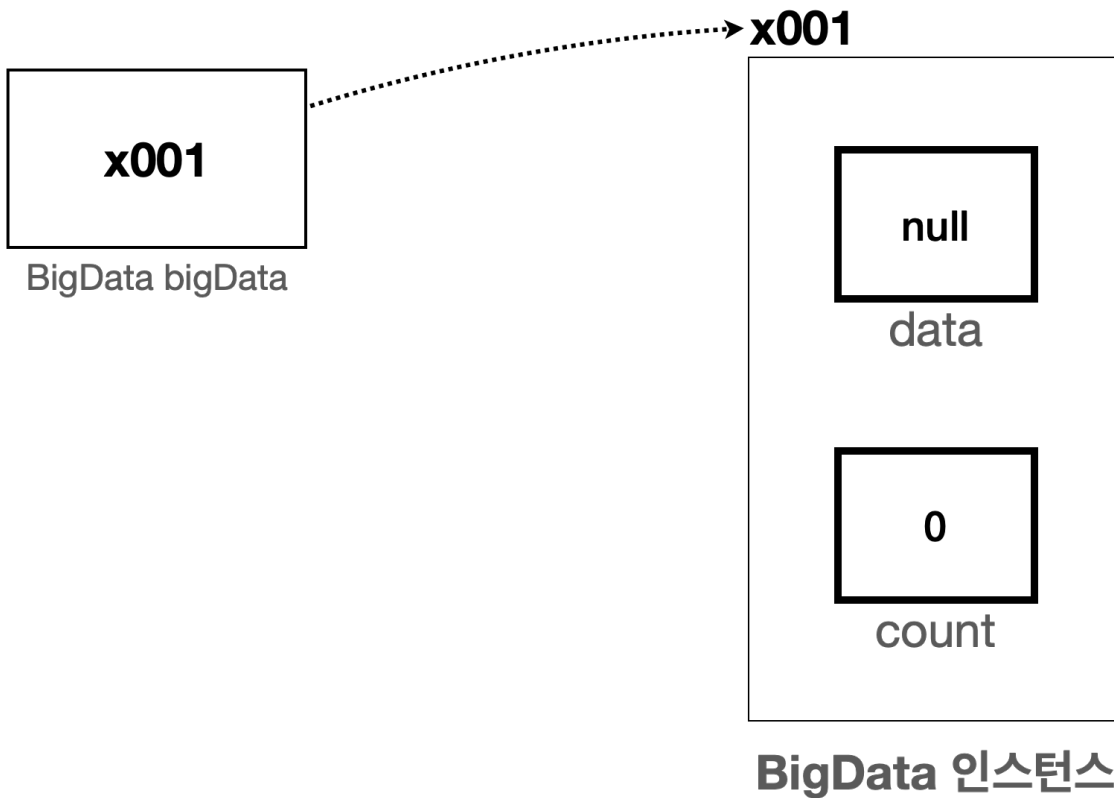 x001
BigData bigData
x001
null
data
0
count
BigData 인스턴스